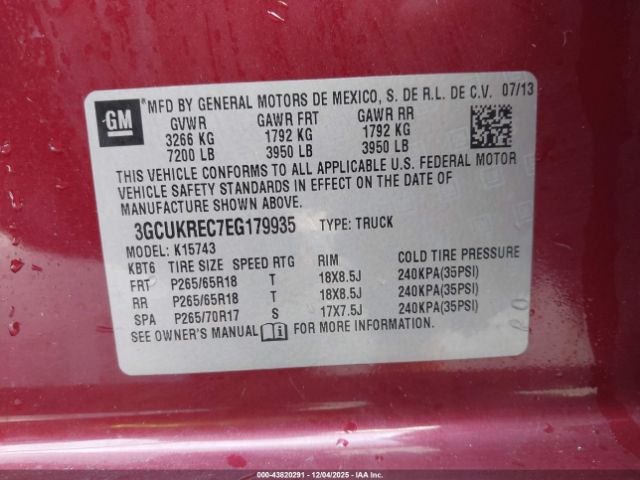 GM
*MFD BY GENERAL MOTORS DE MEXICO, S. DE R.L. DE C.V. 07/13
GVWR GAWR FRT GAWR RR
3266 KG 1792 KG 1792 KG
7200 LB 3950 LB 3950 LB
THIS VEHICLE CONFORMS TO ALL APPLICABLE U.S. FEDERAL MOTOR
VEHICLE SAFETY STANDARDS IN EFFECT ON THE DATE OF
MANUFACTURE SHOWN ABOVE.
3GCUKREC7EG179935 TYPE: TRUCK
MODEL: K15743
KBT6 TIRE SIZE SPEED RTG RIM COLD TIRE PRESSURE
FRT P265/65R18 T 18X8.5J 240KPA(35PSI)
RR P265/65R18 T 18X8.5J 240KPA(35PSI)
SPA P265/70R17 S 17X7.5J 240KPA(35PSI)
SEE OWNER'S MANUAL FOR MORE INFORMATION.
000-43820291 - 12/04/2025 - IAAI.COM